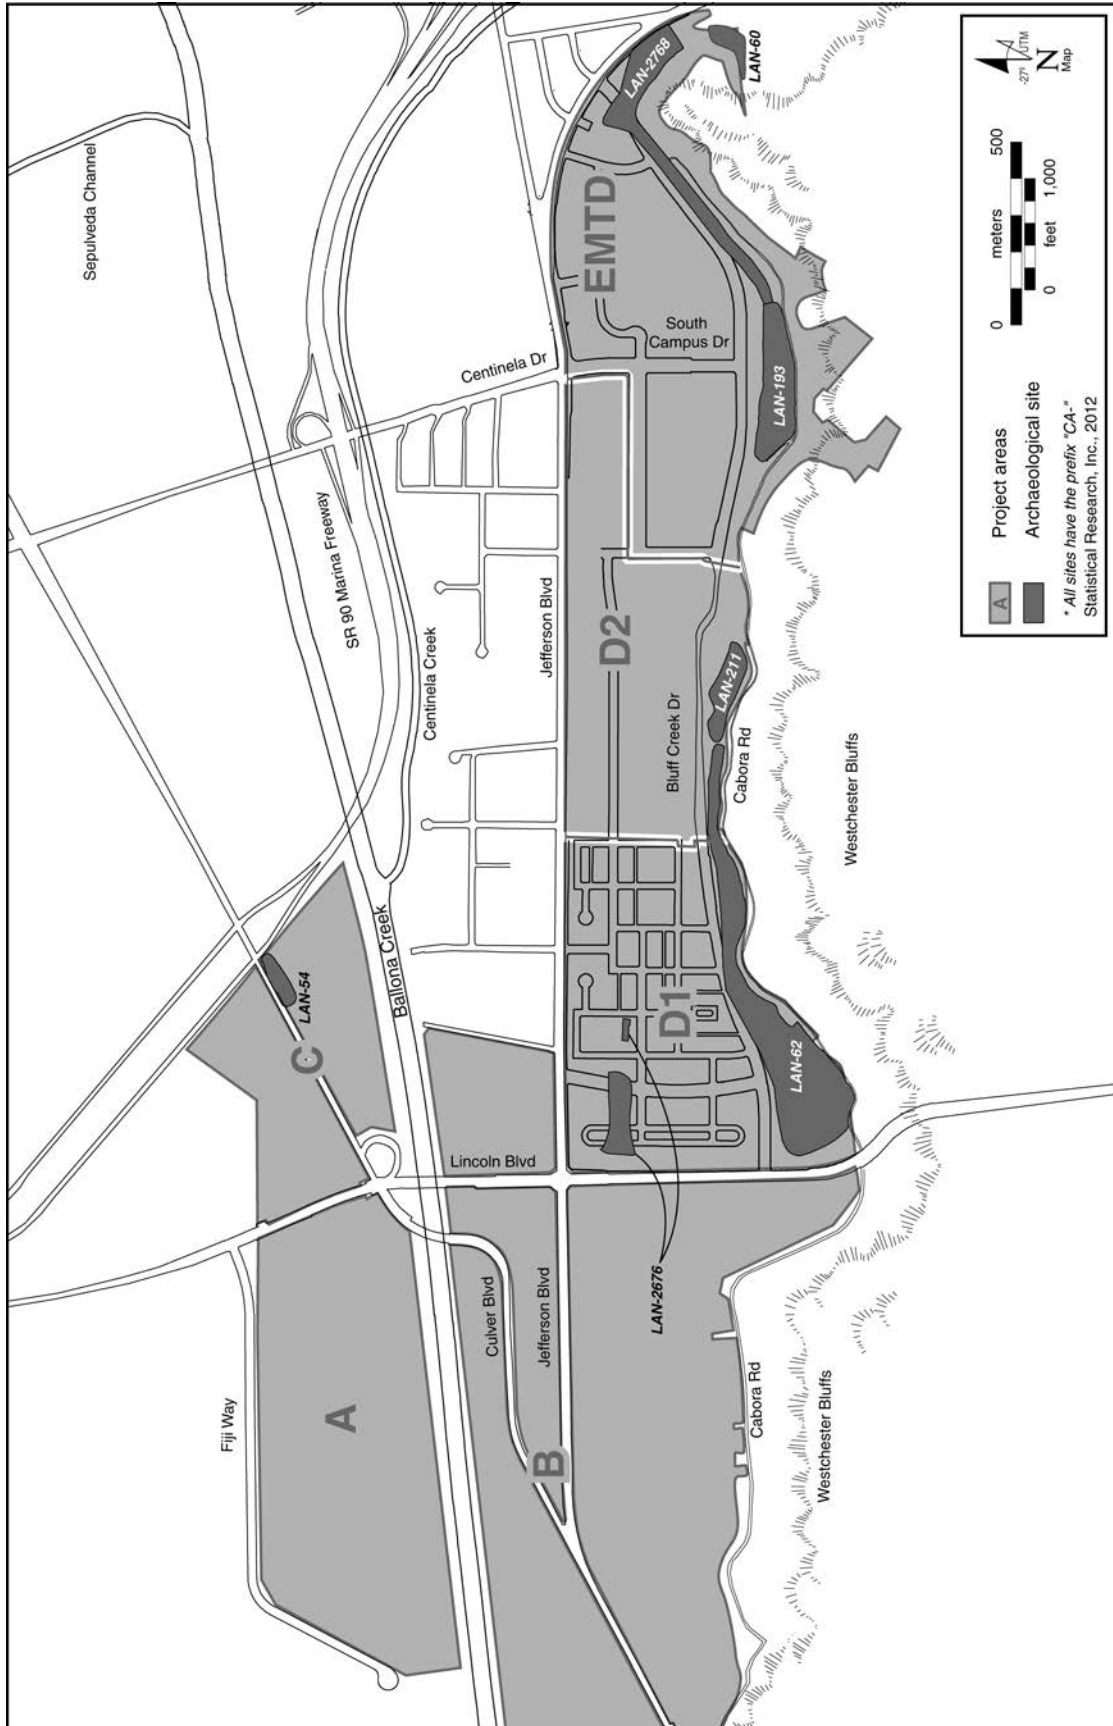 Sepulveda Channel
LAN-2768
LAN-60
EMTD
Centinela Dr
South
Campus Dr
LAN-193
SR 90 Marina Freeway
Centinela Creek
Jefferson Blvd
D2
Bluff Creek Dr
LAN-211
Cabora Rd
Westchester Bluffs
Ballona Creek
LAN-54
C
D1
LAN-62
Lincoln Blvd
LAN-2676
Fiji Way
A
Culver Blvd
Jefferson Blvd
B
Cabora Rd
Westchester Bluffs
A
Project areas
Archaeological site
* All sites have the prefix "CA-"
Statistical Research, Inc., 2012
meters
0 500
0 1,000
feet
-27° UTM
N
Map